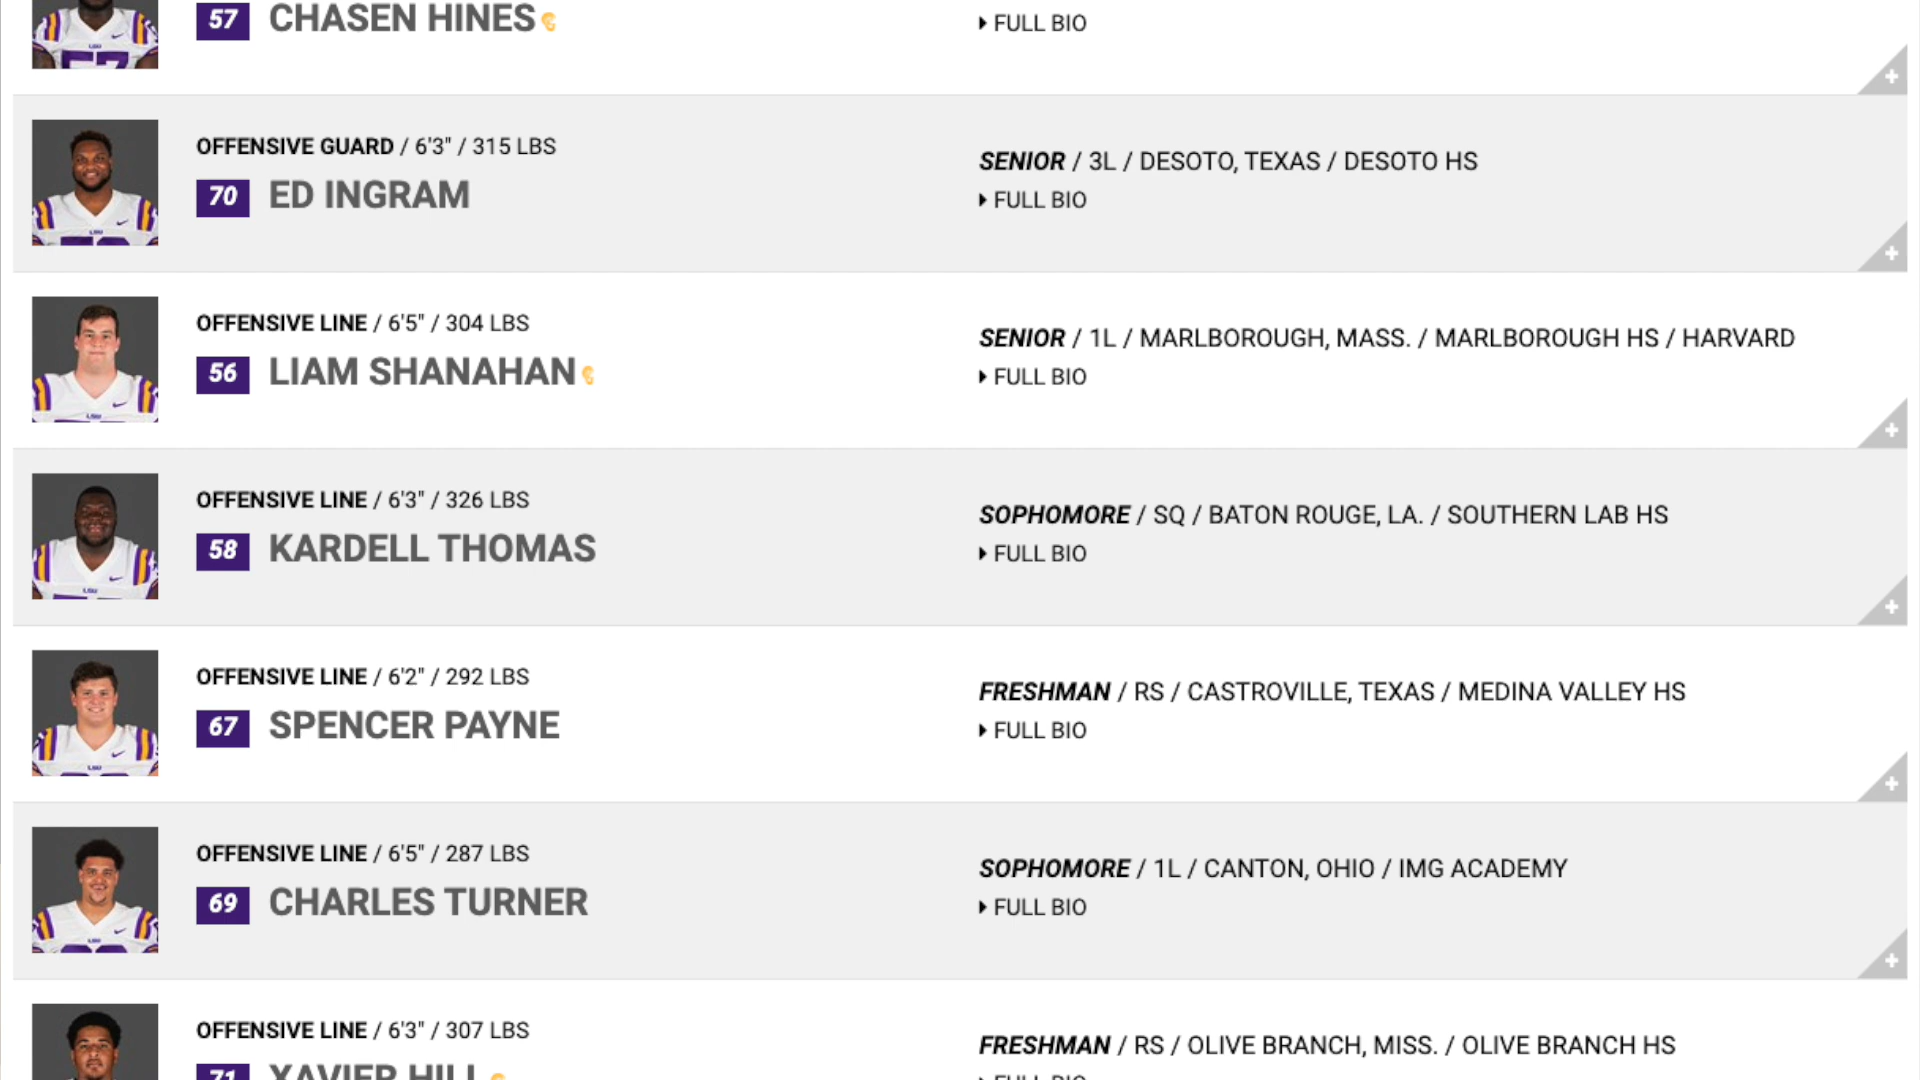 57 CHASEN HINES
FULL BIO
OFFENSIVE GUARD / 6'3" / 315 LBS
70 ED INGRAM
SENIOR / 3L / DESOTO, TEXAS / DESOTO HS
FULL BIO
OFFENSIVE LINE / 6'5" / 304 LBS
56 LIAM SHANAHAN
SENIOR / 1L / MARLBOROUGH, MASS. / MARLBOROUGH HS / HARVARD
FULL BIO
OFFENSIVE LINE / 6'3" / 326 LBS
58 KARDELL THOMAS
SOPHOMORE / SQ / BATON ROUGE, LA. / SOUTHERN LAB HS
FULL BIO
OFFENSIVE LINE / 6'2" / 292 LBS
67 SPENCER PAYNE
FRESHMAN / RS / CASTROVILLE, TEXAS / MEDINA VALLEY HS
FULL BIO
OFFENSIVE LINE / 6'5" / 287 LBS
69 CHARLES TURNER
SOPHOMORE / 1L / CANTON, OHIO / IMG ACADEMY
FULL BIO
OFFENSIVE LINE / 6'3" / 307 LBS
71 XAVIER HILL
FRESHMAN / RS / OLIVE BRANCH, MISS. / OLIVE BRANCH HS
FULL BIO